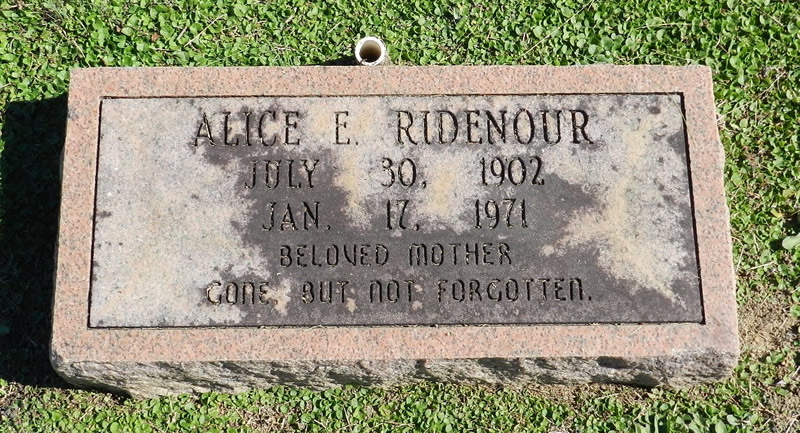 ALICE E. RIDENOUR
JULY 30, 1902
JAN. 17, 1971
BELOVED MOTHER
GONE, BUT NOT FORGOTTEN.